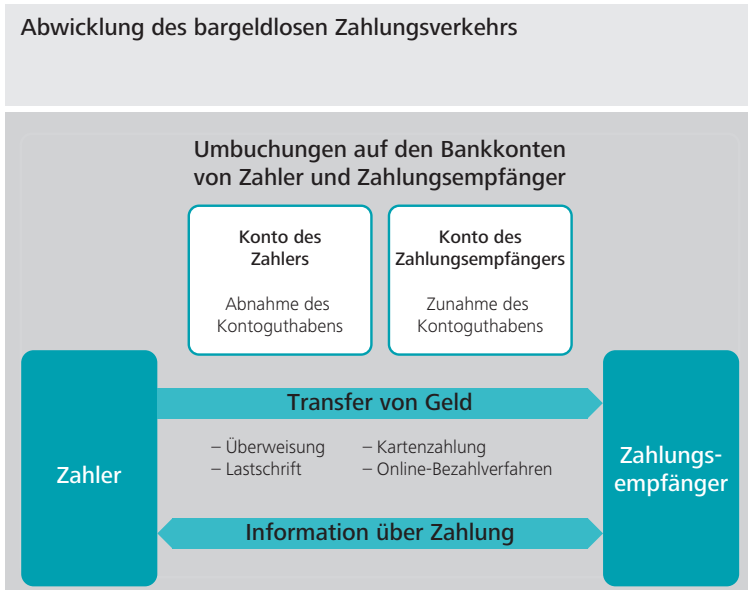 Abwicklung des bargeldlosen Zahlungsverkehrs
Umbuchungen auf den Bankkonten
von Zahler und Zahlungsempfänger
Konto des
Zahlers
Abnahme des
Kontoguthabens
Konto des
Zahlungsempfängers
Zunahme des
Kontoguthabens
Zahler
Transfer von Geld
– Überweisung
– Lastschrift
– Kartenzahlung
– Online-Bezahlverfahren
Information über Zahlung
Zahlungs-
empfänger